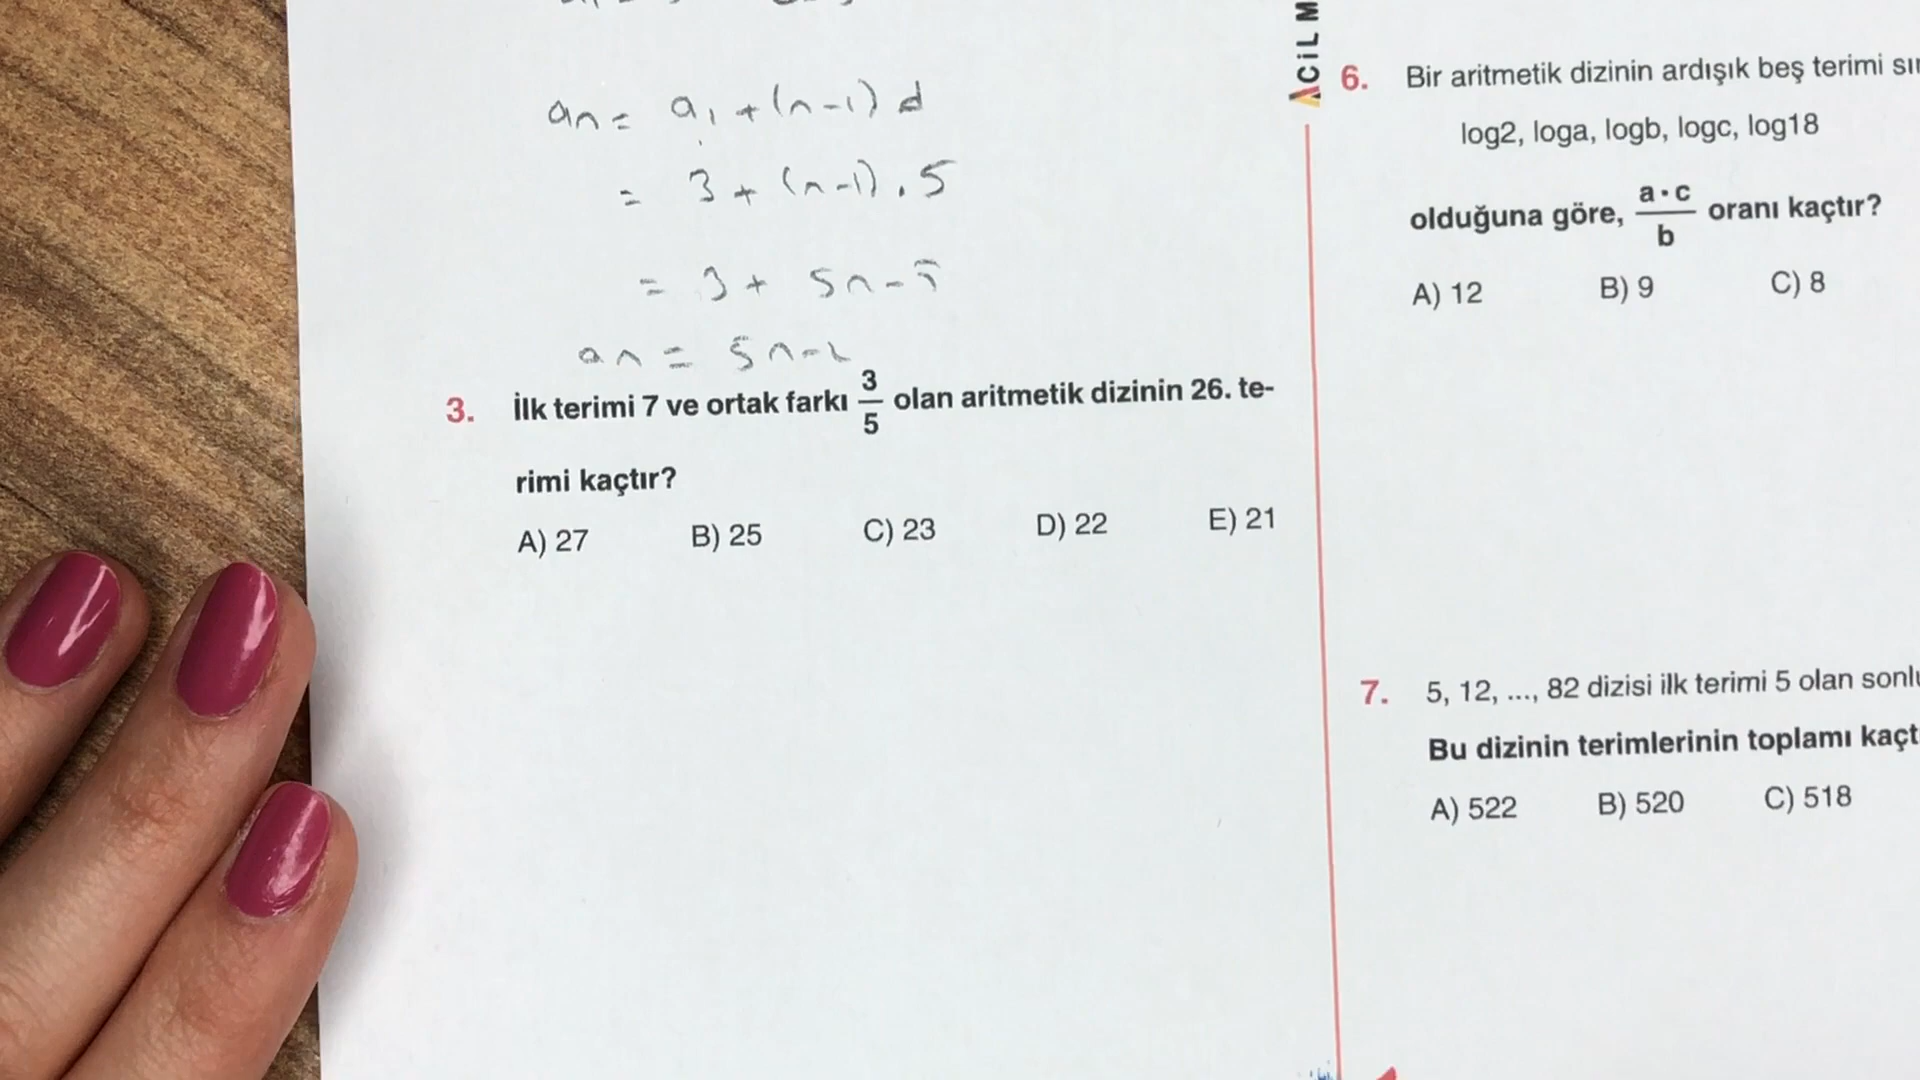 an = a1 + (n-1) d
= 3 + (n-1) . 5
= 3 + 5n - 5
an = 5n-2
3. İlk terimi 7 ve ortak farkı 3/5 olan aritmetik dizinin 26. te-
rimi kaçtır?
A) 27 B) 25 C) 23 D) 22 E) 21
ACİL M
6. Bir aritmetik dizinin ardışık beş terimi
log2, loga, logb, logc, log18
olduğuna göre, a·c/b oranı kaçtır?
A) 12 B) 9 C) 8
7. 5, 12, ..., 82 dizisi ilk terimi 5 olan
Bu dizinin terimlerinin toplamı
A) 522 B) 520 C) 518